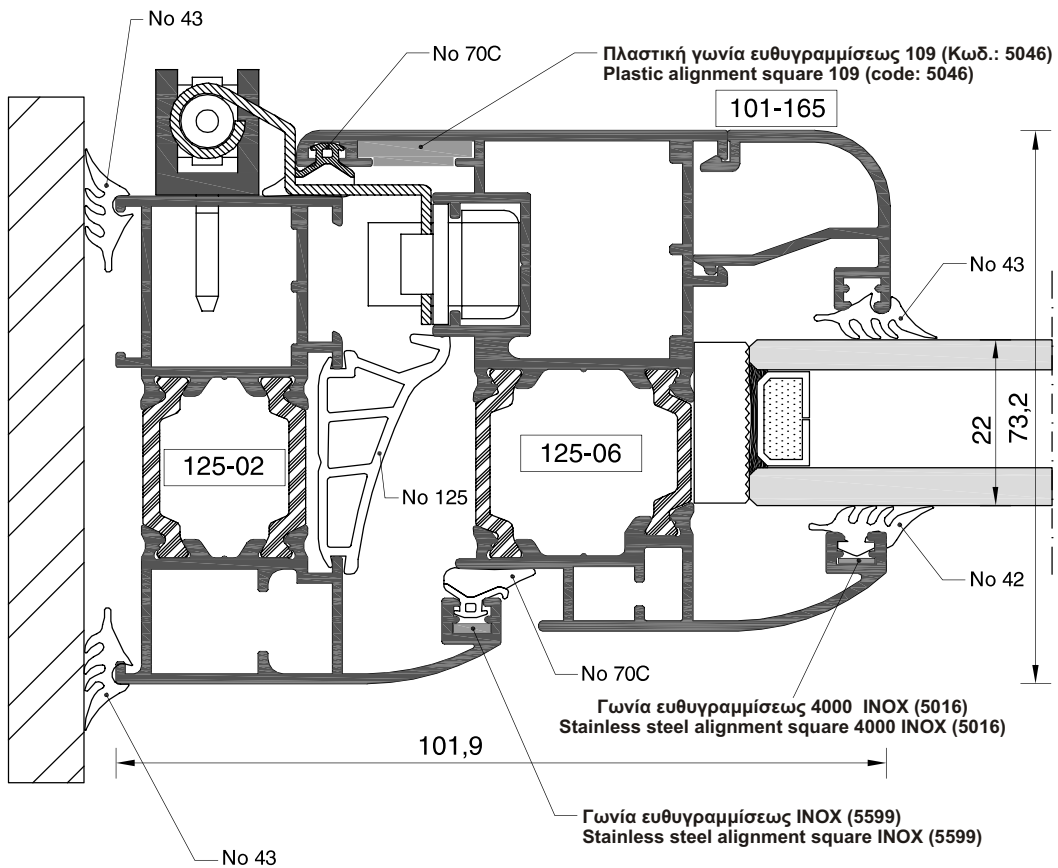 No 43
No 70C
Πλαστική γωνία ευθυγραμμίσεως 109 (Κωδ.: 5046)
Plastic alignment square 109 (code: 5046)
101-165
No 43
22
73,2
125-02
125-06
No 125
No 42
No 70C
Γωνία ευθυγραμμίσεως 4000 INOX (5016)
Stainless steel alignment square 4000 INOX (5016)
101,9
Γωνία ευθυγραμμίσεως INOX (5599)
Stainless steel alignment square INOX (5599)
No 43